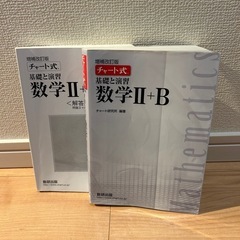 増補改訂版
チャート式
基礎と演習
数学II+B
<解答
数研出版
増補改訂版
チャート式
基礎と演習
数学II+B
チャート研究所 編著
数研出版
Mathematics